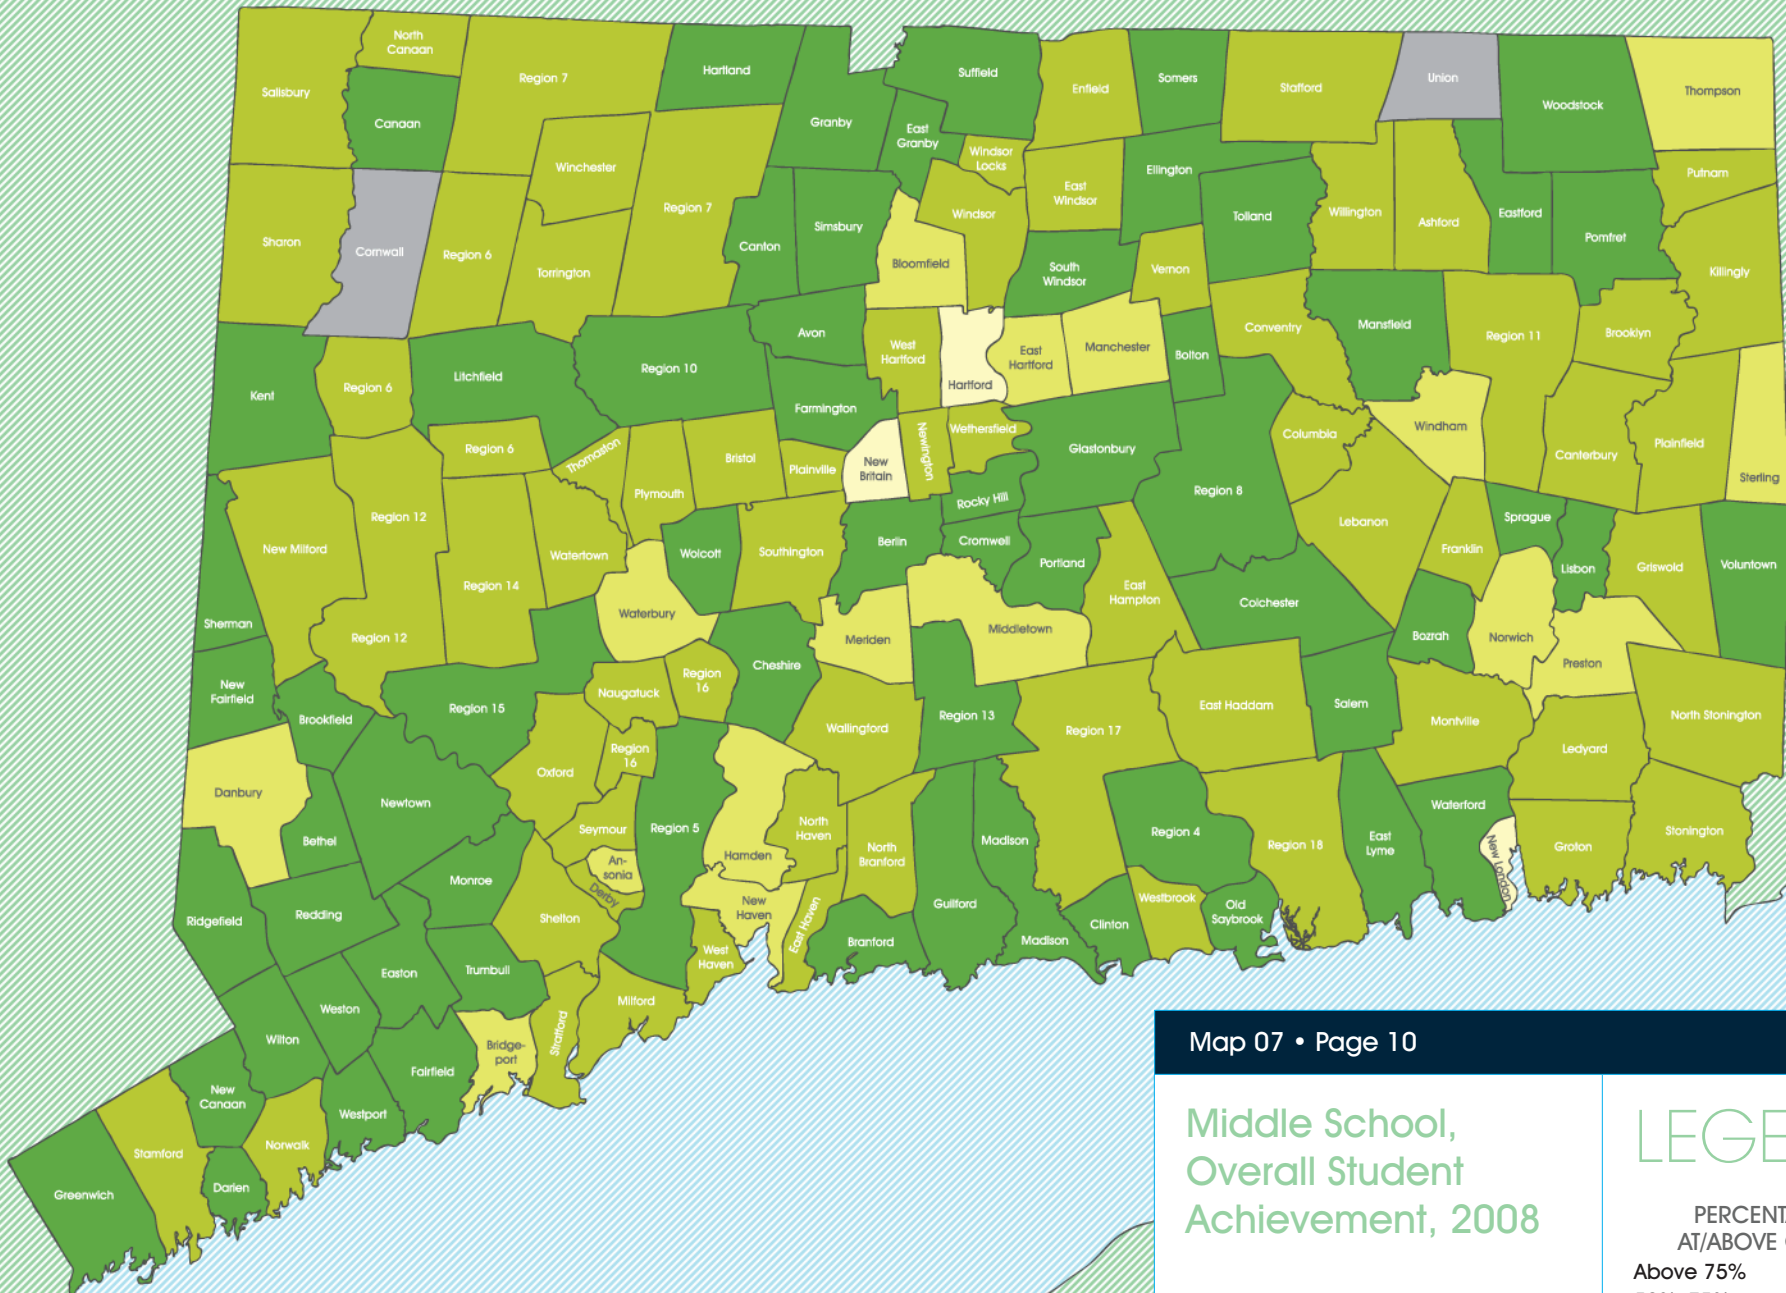 North
Canaan
Region 7
Hartland
Suffield
Enfield
Somers
Stafford
Union
Woodstock
Thompson
Salisbury
Canaan
Granby
East
Granby
Windsor
Locks
Winchester
Ellington
East
Windsor
Putnam
Region 7
Windsor
Tolland
Willington
Ashford
Eastford
Pomfret
Sharon
Cornwall
Region 6
Torrington
Canton
Simsbury
Bloomfield
South
Windsor
Vernon
Killingly
Avon
West
Hartford
Hartford
East
Hartford
Manchester
Bolton
Conventry
Mansfield
Region 11
Brooklyn
Kent
Region 6
Litchfield
Region 10
Farmington
Region 6
Thomaston
Plymouth
Bristol
Plainville
New
Britain
Newington
Wethersfield
Glastonbury
Columbia
Windham
Canterbury
Plainfield
Sterling
Rocky Hill
Region 8
Lebanon
Franklin
Sprague
Lisbon
Griswold
Voluntown
New Milford
Region 12
Region 14
Watertown
Wolcott
Southington
Berlin
Cromwell
Portland
East
Hampton
Colchester
Sherman
Region 12
Waterbury
Meriden
Middletown
Bozrah
Norwich
Preston
New
Fairfield
Brookfield
Region 15
Naugatuck
Region
16
Cheshire
Wallingford
Region 13
Region 17
East Haddam
Salem
Montville
North Stonington
Ledyard
Danbury
Newtown
Oxford
Region
16
Bethel
Seymour
Region 5
Hamden
North
Haven
North
Branford
Madison
Region 4
Region 18
East
Lyme
Waterford
New London
Groton
Stonington
An-
sonia
Derby
Monroe
Ridgefield
Redding
Shelton
New
Haven
East Haven
Guilford
Westbrook
Old
Saybrook
Clinton
Madison
Branford
West
Haven
Easton
Trumbull
Weston
Milford
Stratford
Wilton
Bridge-
port
Fairfield
New
Canaan
Westport
Norwalk
Stamford
Darien
Greenwich
Map 07 • Page 10
Middle School,
Overall Student
Achievement, 2008
LEGE
PERCENT
AT/ABOVE
Above 75%